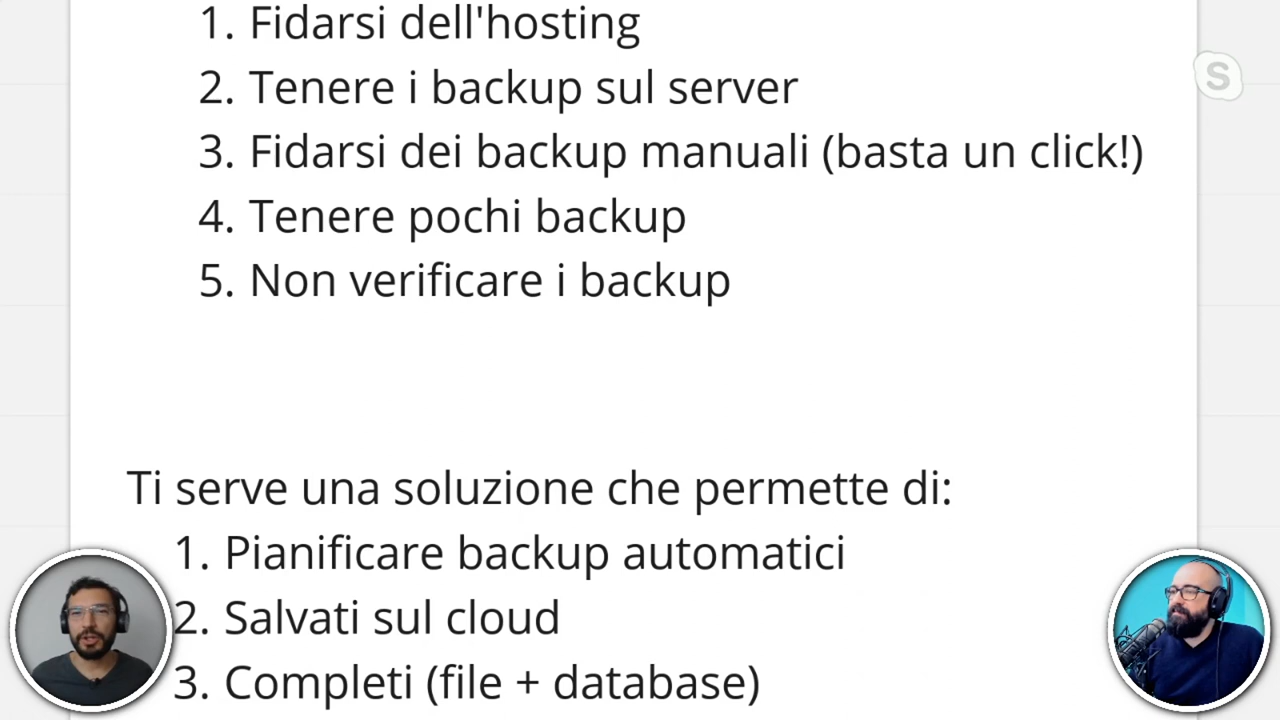 1. Fidarsi dell'hosting
2. Tenere i backup sul server
3. Fidarsi dei backup manuali (basta un click!)
4. Tenere pochi backup
5. Non verificare i backup
Ti serve una soluzione che permette di:
1. Pianificare backup automatici
2. Salvati sul cloud
3. Completi (file + database)
S